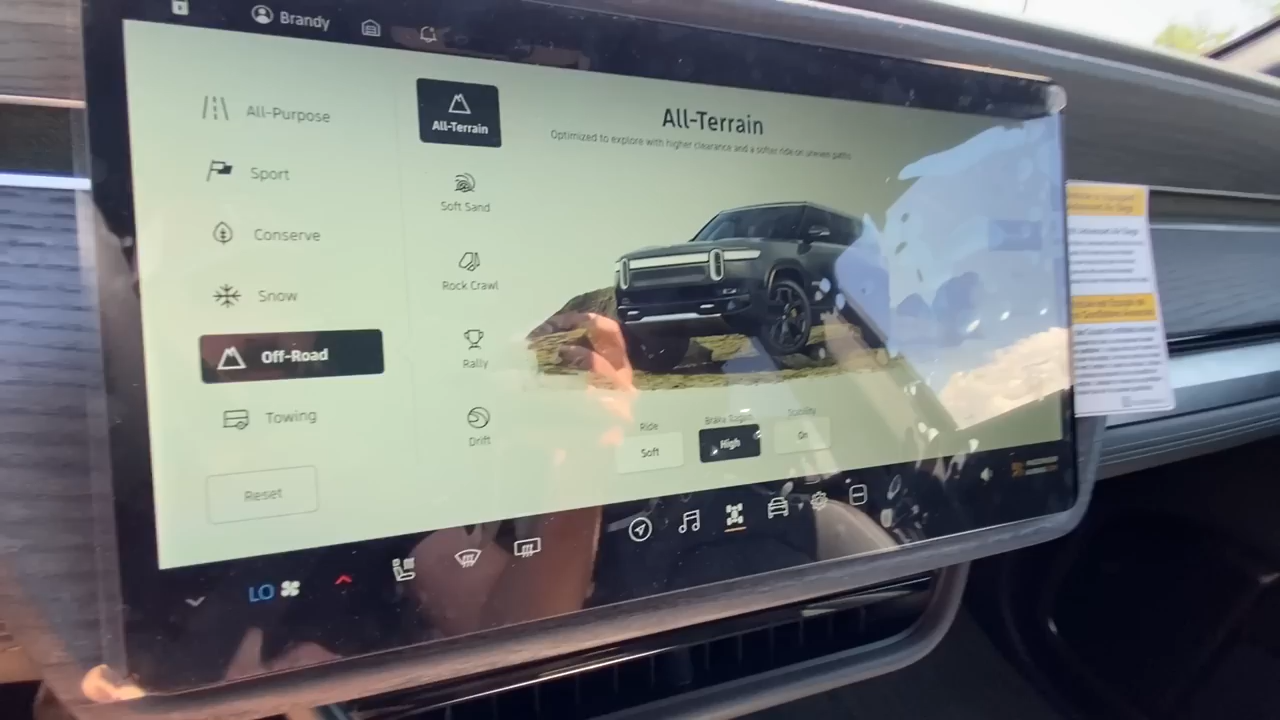 Brandy
All-Purpose
Sport
Conserve
Snow
Off-Road
Towing
Reset
All-Terrain
Soft Sand
Rock Crawl
Rally
Drift
All-Terrain
Optimized to explore with higher clearance and a softer ride on uneven paths
Ride
Soft
Brake Regen
High
Stability
On
LO